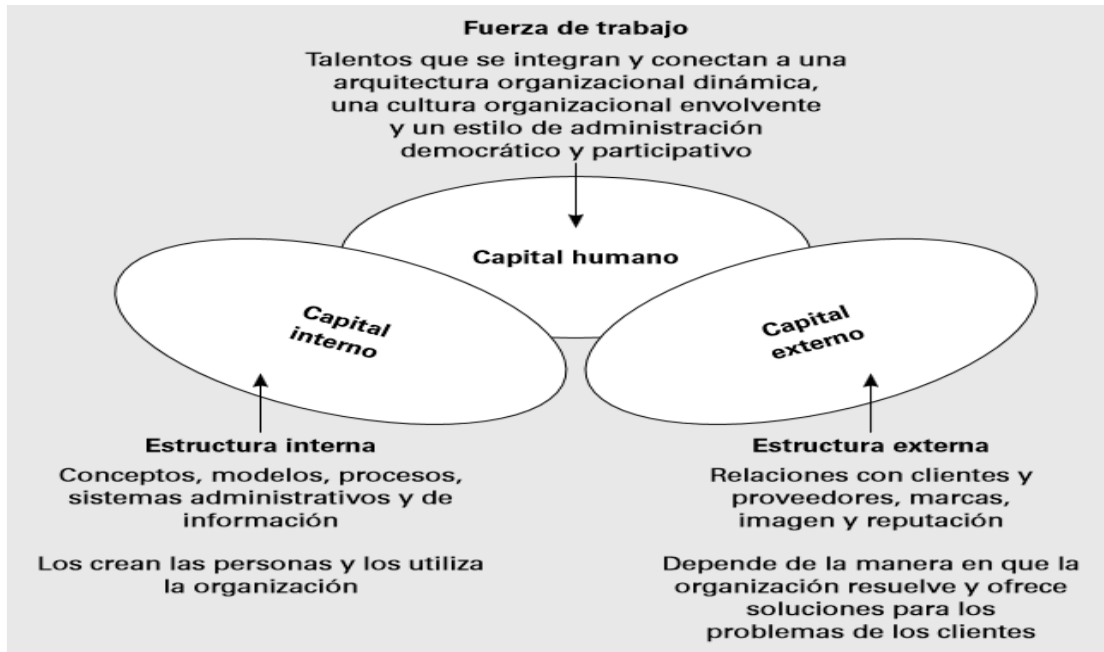 Fuerza de trabajo
Talentos que se integran y conectan a una
arquitectura organizacional dinámica,
una cultura organizacional envolvente
y un estilo de administración
democrático y participativo
Capital humano
Capital
interno
Capital
externo
Estructura interna
Conceptos, modelos, procesos,
sistemas administrativos y de
información
Los crean las personas y los utiliza
la organización
Estructura externa
Relaciones con clientes y
proveedores, marcas,
imagen y reputación
Depende de la manera en que la
organización resuelve y ofrece
soluciones para los
problemas de los clientes